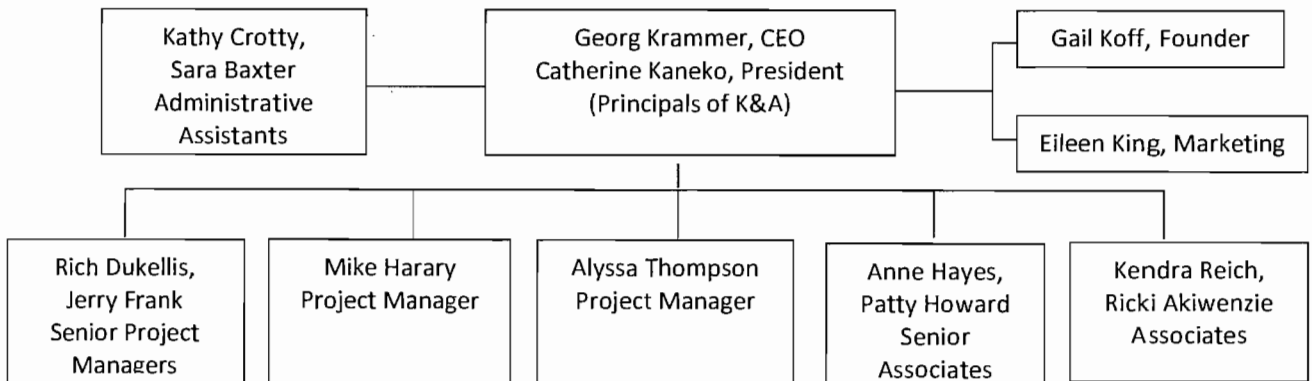 Kathy Crotty,
Sara Baxter
Administrative
Assistants
Georg Krammer, CEO
Catherine Kaneko, President
(Principals of K&A)
Gail Koff, Founder
Eileen King, Marketing
Rich Dukellis,
Jerry Frank
Senior Project
Managers
Mike Harary
Project Manager
Alyssa Thompson
Project Manager
Anne Hayes,
Patty Howard
Senior
Associates
Kendra Reich,
Ricki Akiwenzie
Associates